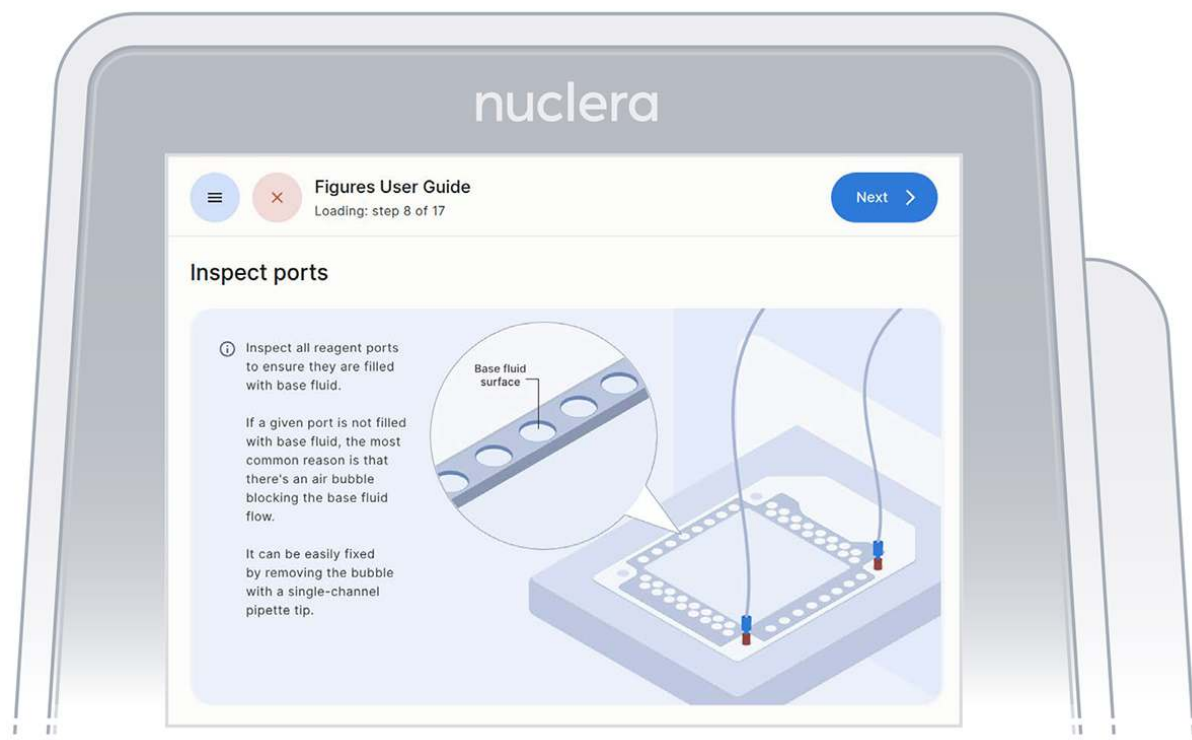 nuclera
Figures User Guide
Loading: step 8 of 17
Next
Inspect ports
Inspect all reagent ports
to ensure they are filled
with base fluid.
If a given port is not filled
with base fluid, the most
common reason is that
there's an air bubble
blocking the base fluid
flow.
It can be easily fixed
by removing the bubble
with a single-channel
pipette tip.
Base fluid
surface